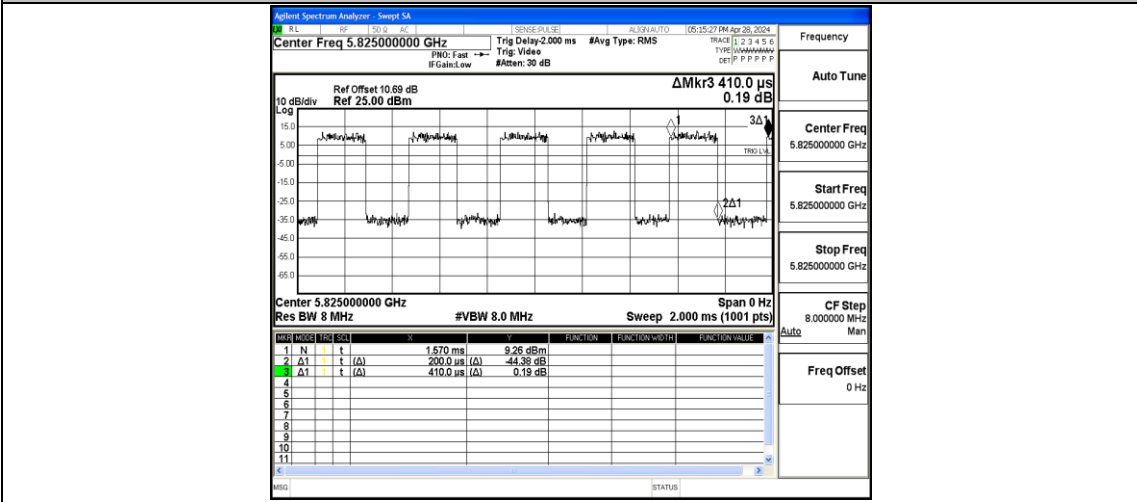 Agilent Spectrum Analyzer - Swept SA
RL RF 50 Ω AC SENSE:PULSE ALIGN AUTO 05:15:27 PM Apr 28, 2024
Center Freq 5.825000000 GHz Trig Delay-2.000 ms #Avg Type: RMS TRACE 1 2 3 4 5 6
PNO: Fast Trig: Video TYPE
IFGain:Low #Atten: 30 dB DET P P P P P P
ΔMkr3 410.0 µs
0.19 dB
Ref Offset 10.69 dB
10 dB/div Ref 25.00 dBm
Log
15.0
5.00
-5.00
-15.0
-25.0
-35.0
-45.0
-55.0
-65.0
1
3Δ1
TRIG LVL
2Δ1
Center 5.825000000 GHz Span 0 Hz
Res BW 8 MHz #VBW 8.0 MHz Sweep 2.000 ms (1001 pts)
MKR MODE TRC SCL X Y FUNCTION FUNCTION WIDTH FUNCTION VALUE
1 N 1 t 1.570 ms 9.26 dBm
2 Δ1 1 t (Δ) 200.0 µs (Δ) -44.38 dB
3 Δ1 1 t (Δ) 410.0 µs (Δ) 0.19 dB
4
5
6
7
8
9
10
11
MSG STATUS
Frequency
Auto Tune
Center Freq
5.825000000 GHz
Start Freq
5.825000000 GHz
Stop Freq
5.825000000 GHz
CF Step
8.000000 MHz
Auto Man
Freq Offset
0 Hz